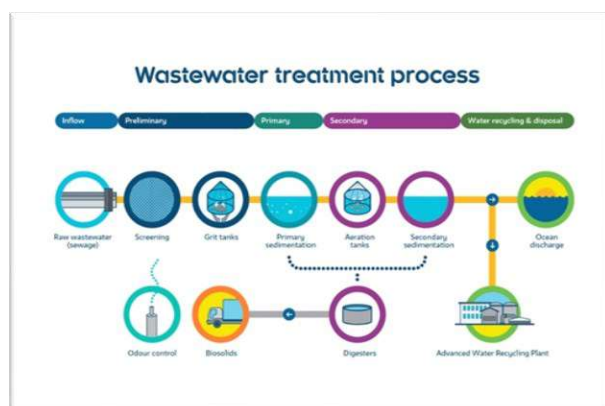 Wastewater treatment process
Inflow
Preliminary
Primary
Secondary
Water recycling & disposal
Raw wastewater
(sewage)
Screening
Grit tanks
Primary
sedimentation
Aeration
tanks
Secondary
sedimentation
Ocean
discharge
Odour control
Biosolids
Digesters
Advanced Water Recycling Plant